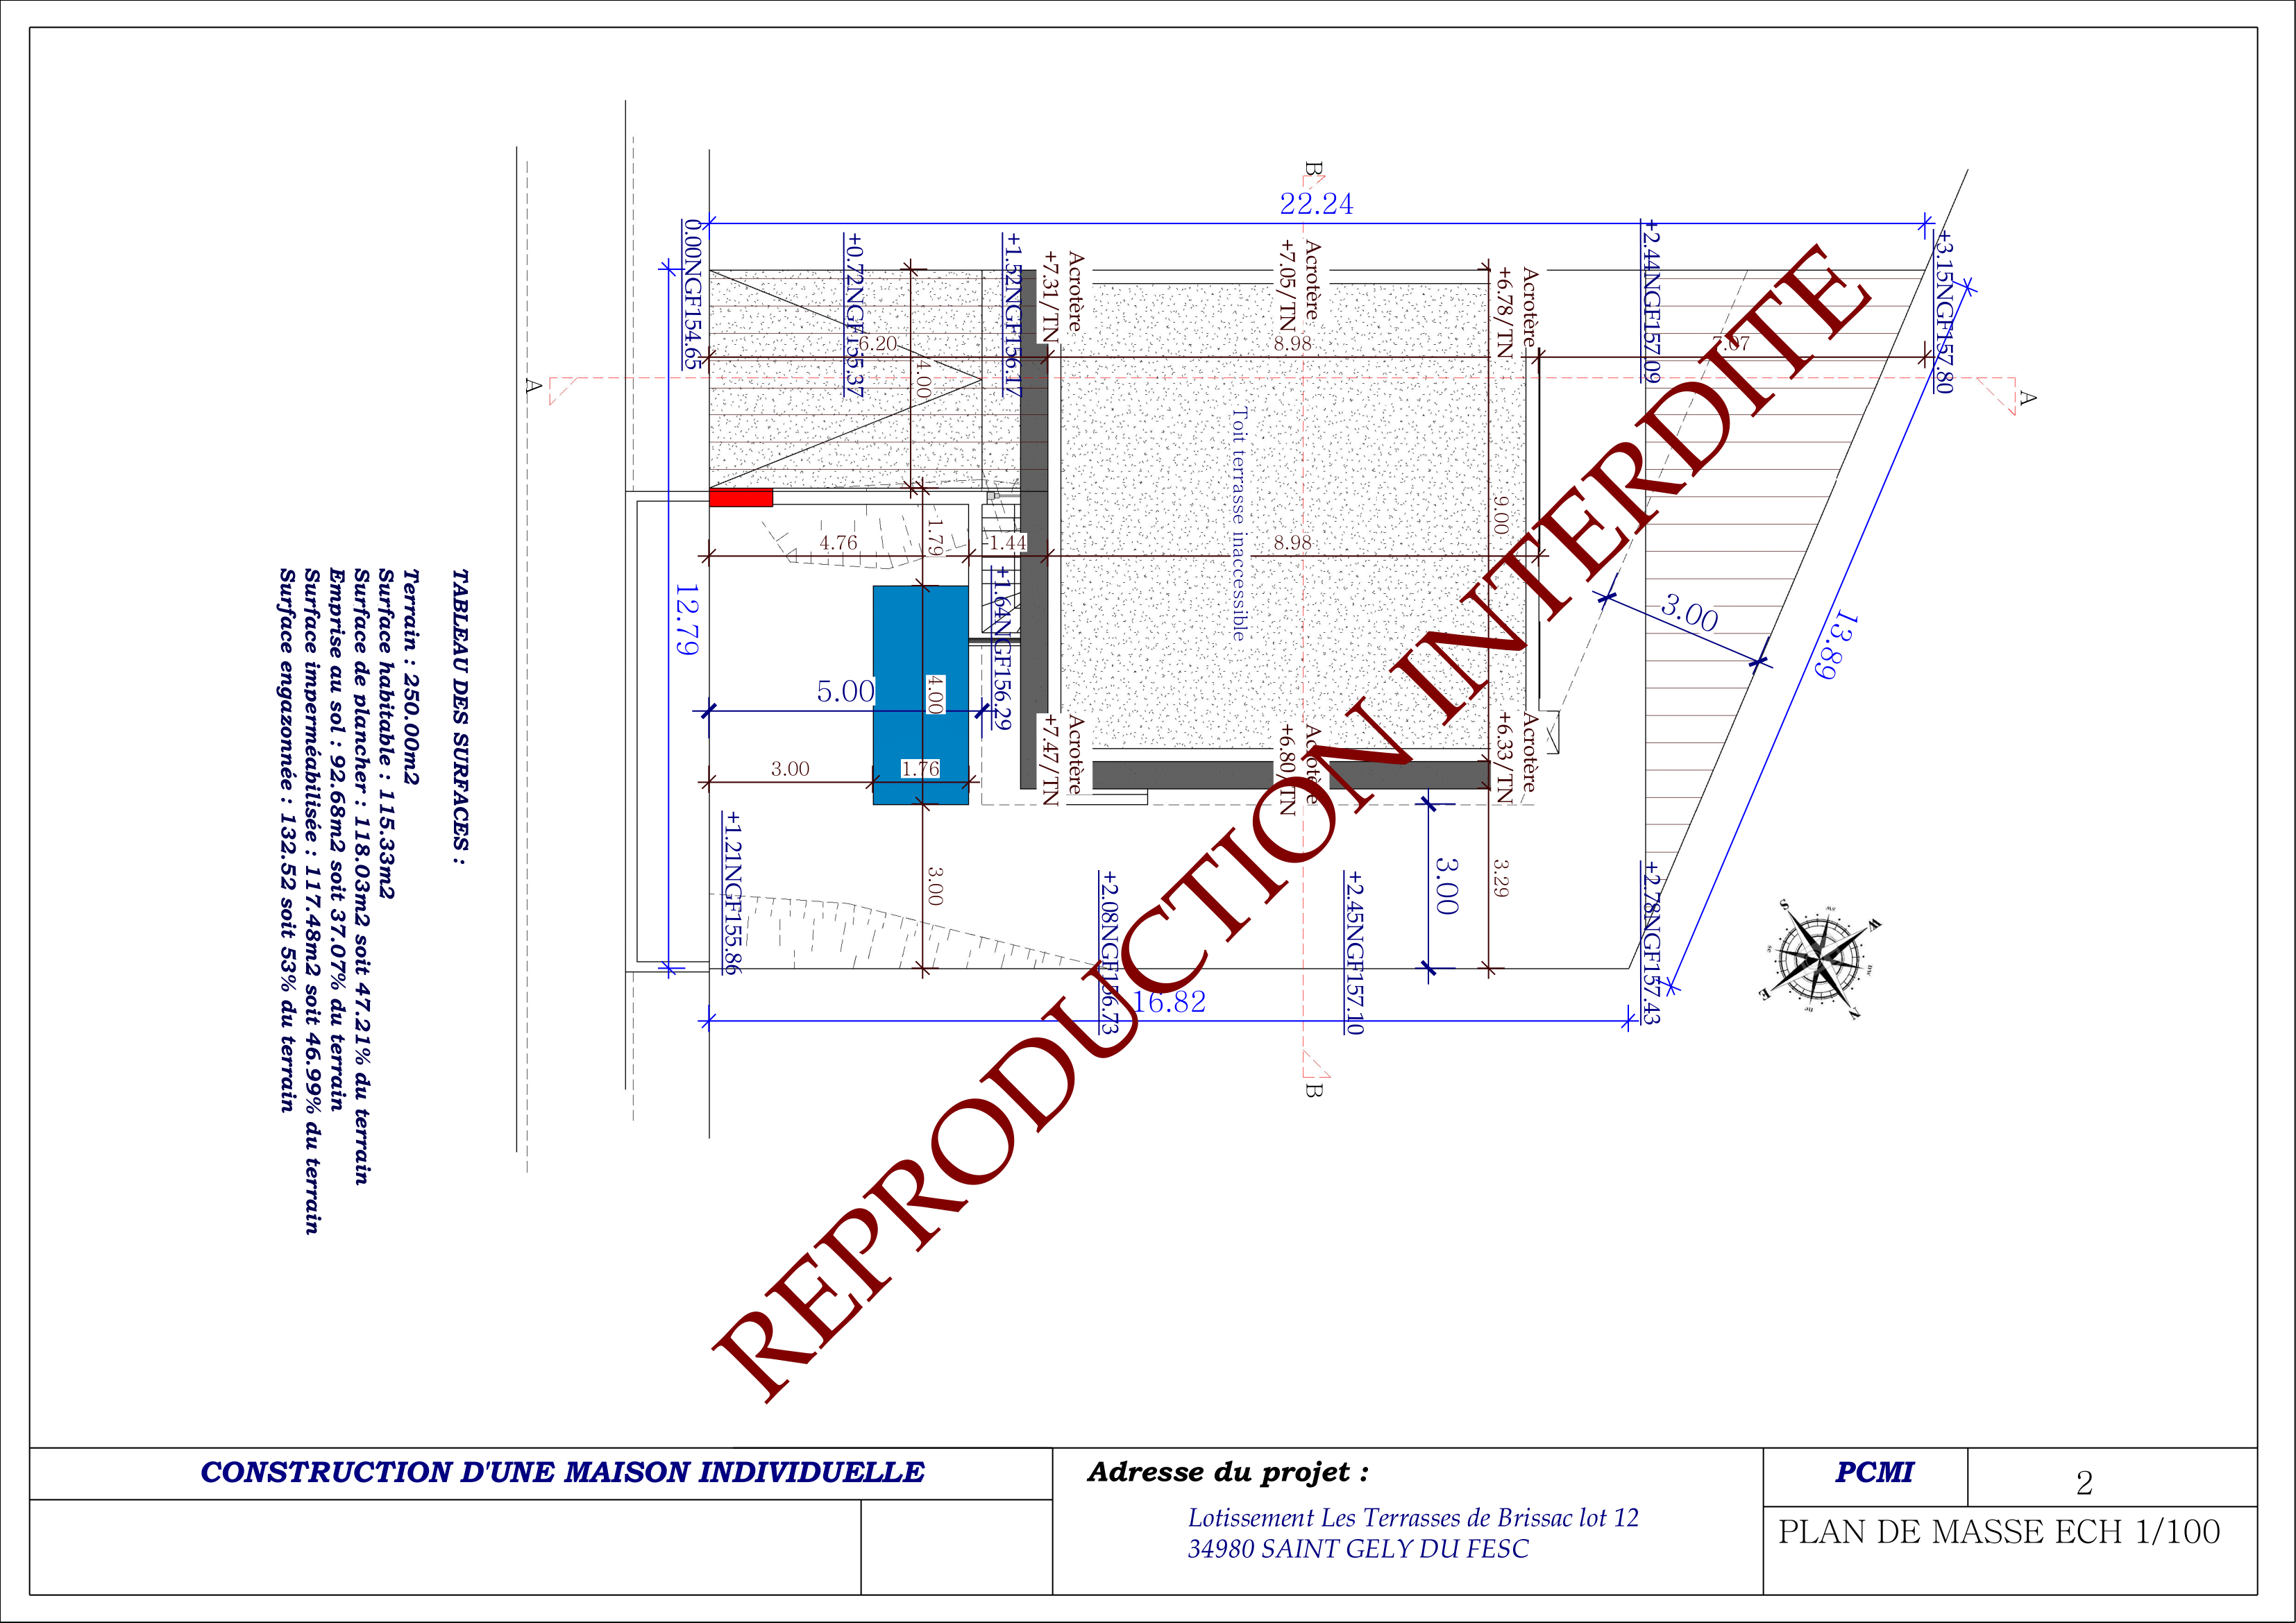 B
22.24
0.00NGF154.65
+0.72NGF155.37
+1.52NGF156.17
Acrotère
+7.31/TN
Acrotère
+7.05/TN
Acrotère
+6.78/TN
+2.44NGF157.09
+3.15NGF157.80
6.20
8.98
7.07
4.00
A
A
Toit terrasse inaccessible
9.00
4.76
1.79
1.44
8.98
12.79
+1.64NGF156.29
3.00
13.89
5.00
4.00
3.00
1.76
Acrotère
+7.47/TN
Acrotère
+6.80/TN
Acrotère
+6.33/TN
+1.21NGF155.86
3.00
+2.08NGF156.73
+2.45NGF157.10
3.00
3.29
+2.78NGF157.43
16.82
B
S
W
E
N
REPRODUCTION INTERDITE
TABLEAU DES SURFACES :
Terrain : 250.00m2
Surface habitable : 115.33m2
Surface de plancher : 118.03m2 soit 47.21% du terrain
Emprise au sol : 92.68m2 soit 37.07% du terrain
Surface imperméabilisée : 117.48m2 soit 46.99% du terrain
Surface engazonnée : 132.52 soit 53% du terrain
CONSTRUCTION D'UNE MAISON INDIVIDUELLE
Adresse du projet :
Lotissement Les Terrasses de Brissac lot 12
34980 SAINT GELY DU FESC
PCMI
2
PLAN DE MASSE ECH 1/100